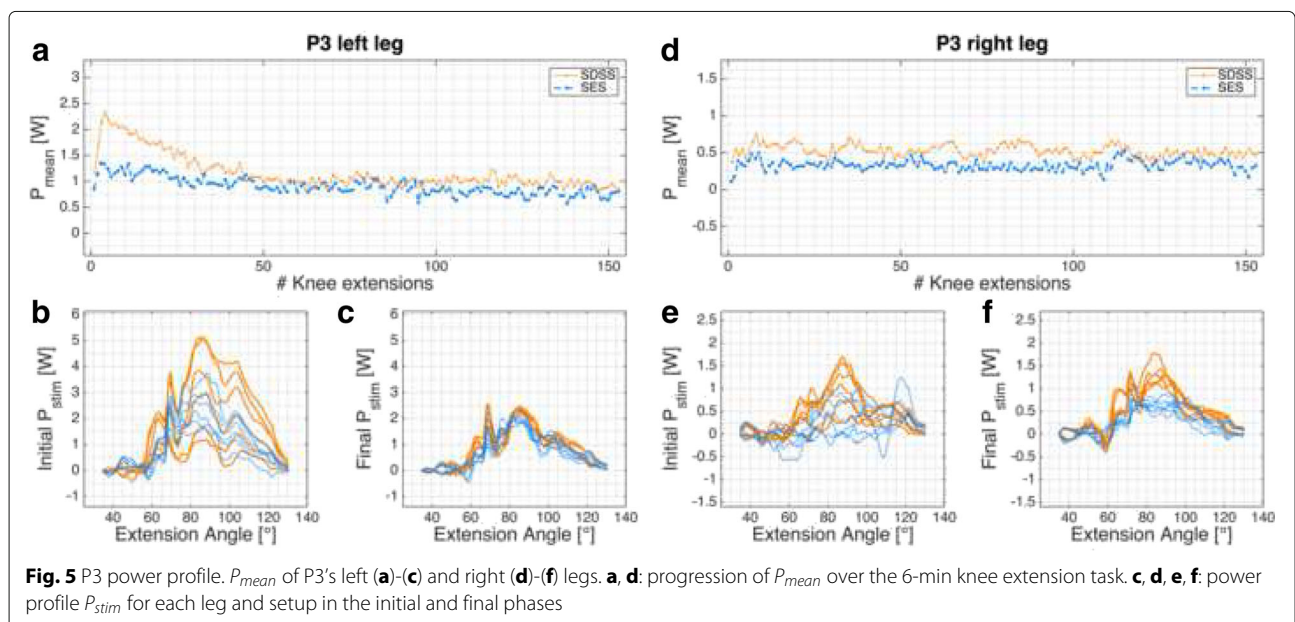 a
P3 left leg
SDSS
SES
3
2.5
2
1.5
1
0.5
0
P_mean [W]
0 50 100 150
# Knee extensions
d
P3 right leg
SDSS
SES
1.5
1
0.5
0
-0.5
P_mean [W]
0 50 100 150
# Knee extensions
b
6
5
4
3
2
1
0
-1
Initial P_stim [W]
40 60 80 100 120 140
Extension Angle [°]
c
6
5
4
3
2
1
0
-1
Final P_stim [W]
40 60 80 100 120 140
Extension Angle [°]
e
2.5
2
1.5
1
0.5
0
-0.5
-1
-1.5
Initial P_stim [W]
40 60 80 100 120 140
Extension Angle [°]
f
2.5
2
1.5
1
0.5
0
-0.5
-1
-1.5
Final P_stim [W]
40 60 80 100 120 140
Extension Angle [°]
Fig. 5 P3 power profile. P_mean of P3's left (a)-(c) and right (d)-(f) legs. a, d: progression of P_mean over the 6-min knee extension task. c, d, e, f: power
profile P_stim for each leg and setup in the initial and final phases